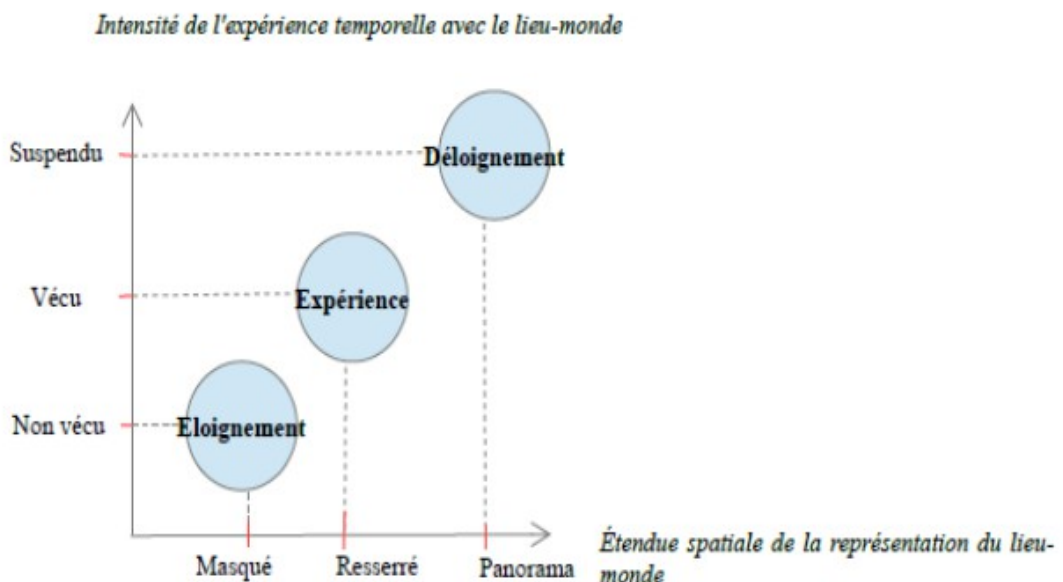 Intensité de l'expérience temporelle avec le lieu-monde
Suspendu
Déloignement
Vécu
Expérience
Non vécu
Eloignement
Masqué
Resserré
Panorama
Étendue spatiale de la représentation du lieu-
monde